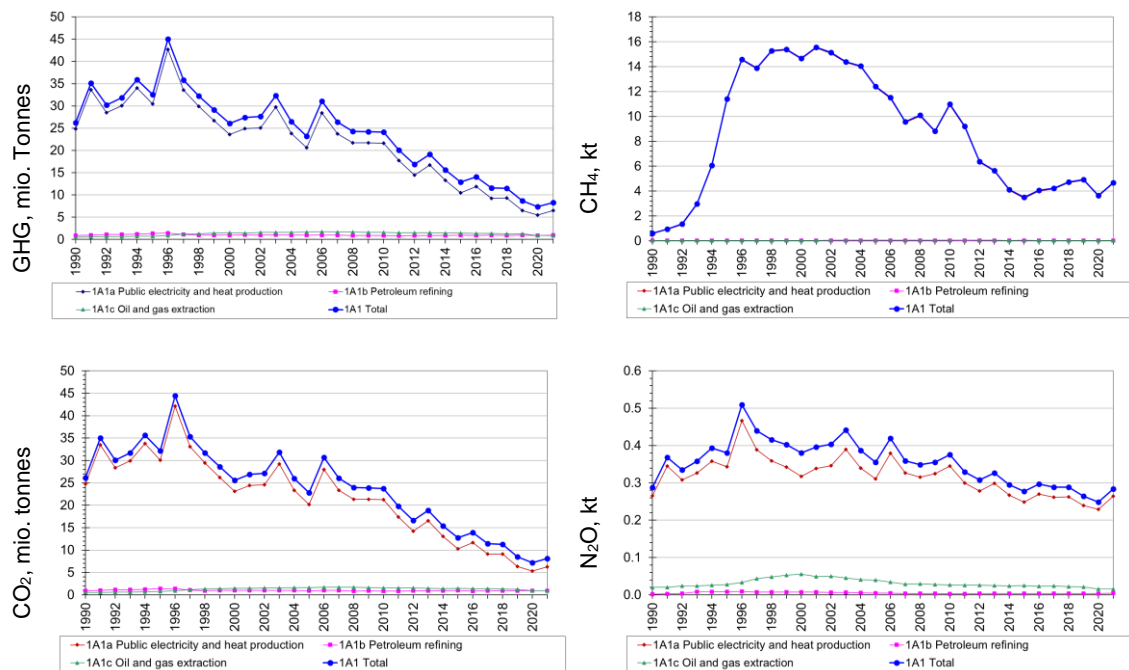 GHG, mio. Tonnes
50
45
40
35
30
25
20
15
10
5
0
1990 1992 1994 1996 1998 2000 2002 2004 2006 2008 2010 2012 2014 2016 2018 2020
1A1a Public electricity and heat production 1A1b Petroleum refining
1A1c Oil and gas extraction 1A1 Total
CH₄, kt
18
16
14
12
10
8
6
4
2
0
1990 1992 1994 1996 1998 2000 2002 2004 2006 2008 2010 2012 2014 2016 2018 2020
1A1a Public electricity and heat production 1A1b Petroleum refining
1A1c Oil and gas extraction 1A1 Total
CO₂, mio. tonnes
50
45
40
35
30
25
20
15
10
5
0
1990 1992 1994 1996 1998 2000 2002 2004 2006 2008 2010 2012 2014 2016 2018 2020
1A1a Public electricity and heat production 1A1b Petroleum refining
1A1c Oil and gas extraction 1A1 Total
N₂O, kt
0.6
0.5
0.4
0.3
0.2
0.1
0.0
1990 1992 1994 1996 1998 2000 2002 2004 2006 2008 2010 2012 2014 2016 2018 2020
1A1a Public electricity and heat production 1A1b Petroleum refining
1A1c Oil and gas extraction 1A1 Total